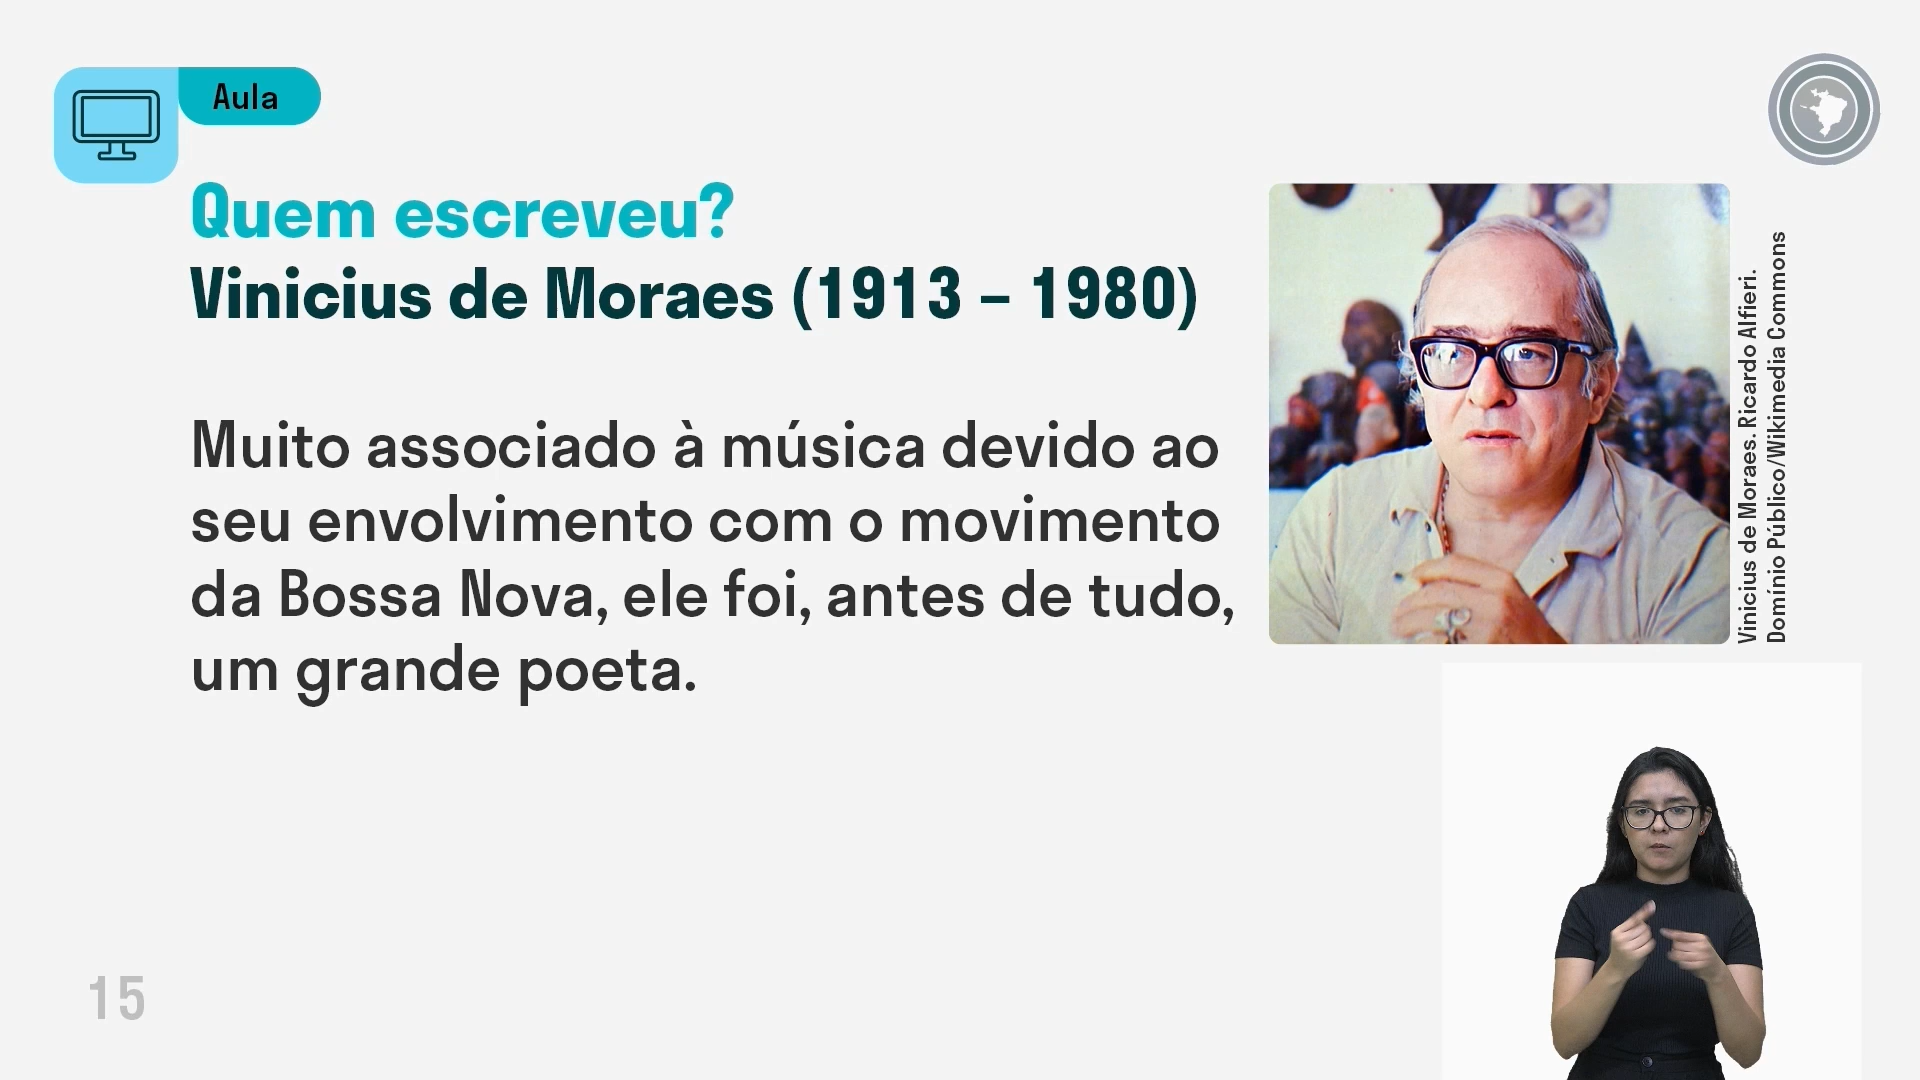 Aula
Quem escreveu?
Vinicius de Moraes (1913 – 1980)
Muito associado à música devido ao
seu envolvimento com o movimento
da Bossa Nova, ele foi, antes de tudo,
um grande poeta.
Vinicius de Moraes. Ricardo Alfieri.
Domínio Público/Wikimedia Commons
15